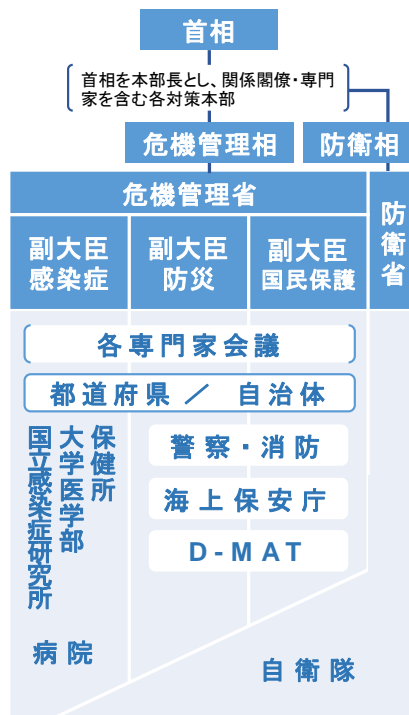 首相
首相を本部長とし、関係閣僚・専門
家を含む各対策本部
危機管理相
防衛相
危機管理省
防衛省
副大臣
感染症
副大臣
防災
副大臣
国民保護
各専門家会議
都道府県 / 自治体
保健所
大学医学部
国立感染症研究所
警察・消防
海上保安庁
D-MAT
病院
自衛隊